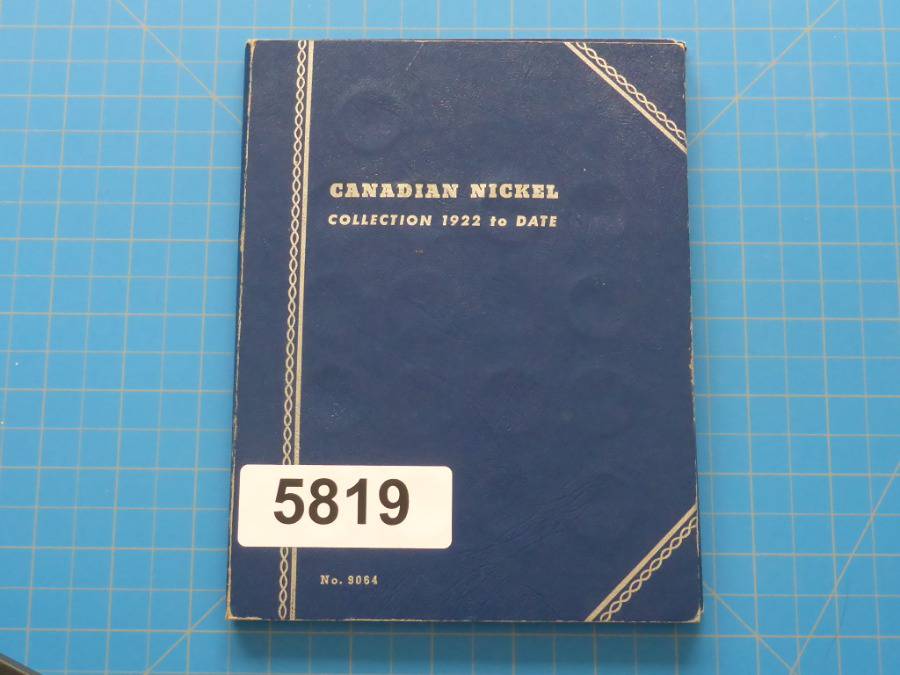 CANADIAN NICKEL
COLLECTION 1922 to DATE
5819
No. 9064